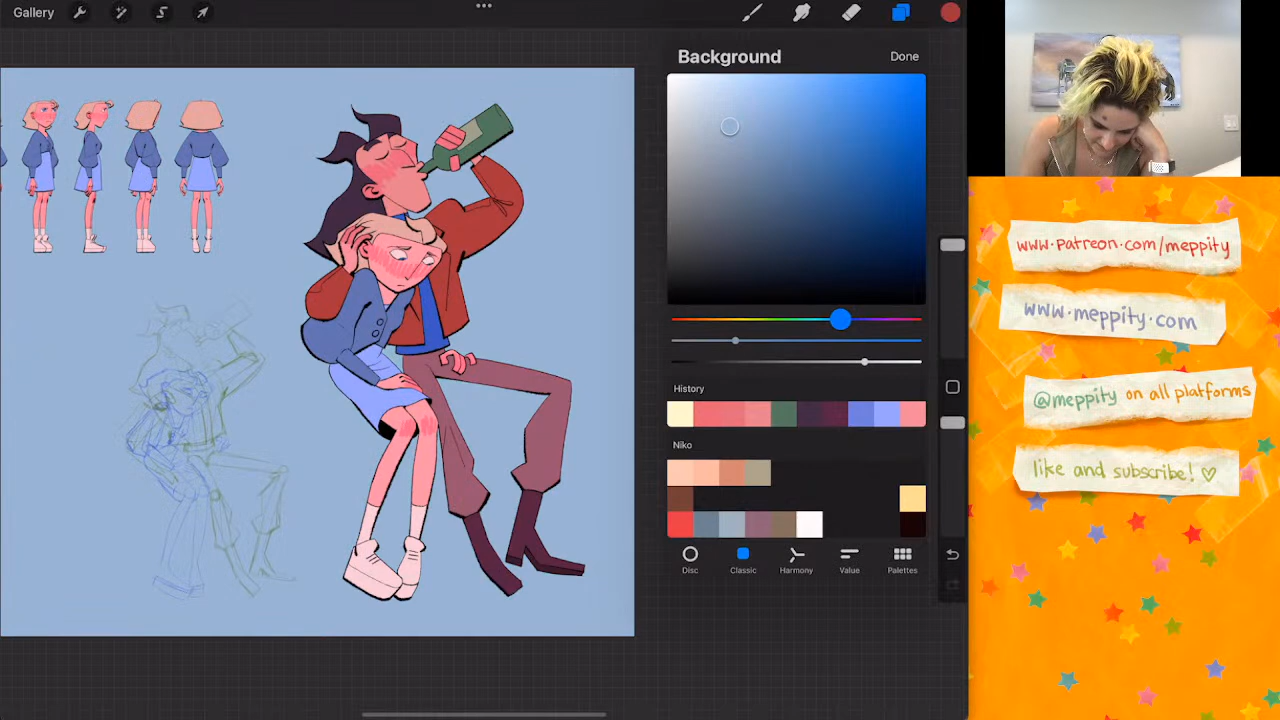 Gallery
Background
Done
History
Niko
Disc
Classic
Harmony
Value
Palettes
www.patreon.com/meppity
www.meppity.com
@meppity on all platforms
like and subscribe! ♡